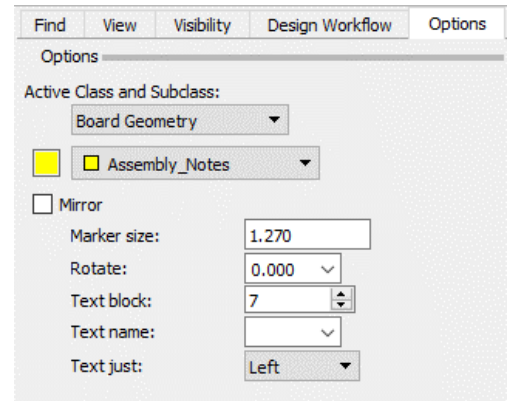 Find View Visibility Design Workflow Options
Options
Active Class and Subclass:
Board Geometry
Assembly_Notes
Mirror
Marker size: 1.270
Rotate: 0.000
Text block: 7
Text name:
Text just: Left